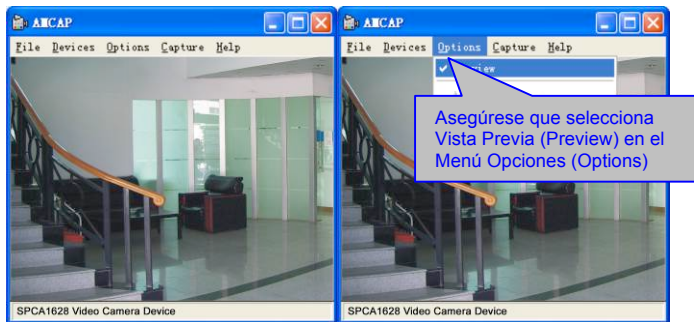 AMCAP
File Devices Options Capture Help
SPCA1628 Video Camera Device
AMCAP
File Devices Options Capture Help
Asegúrese que selecciona
Vista Previa (Preview) en el
Menú Opciones (Options)
SPCA1628 Video Camera Device